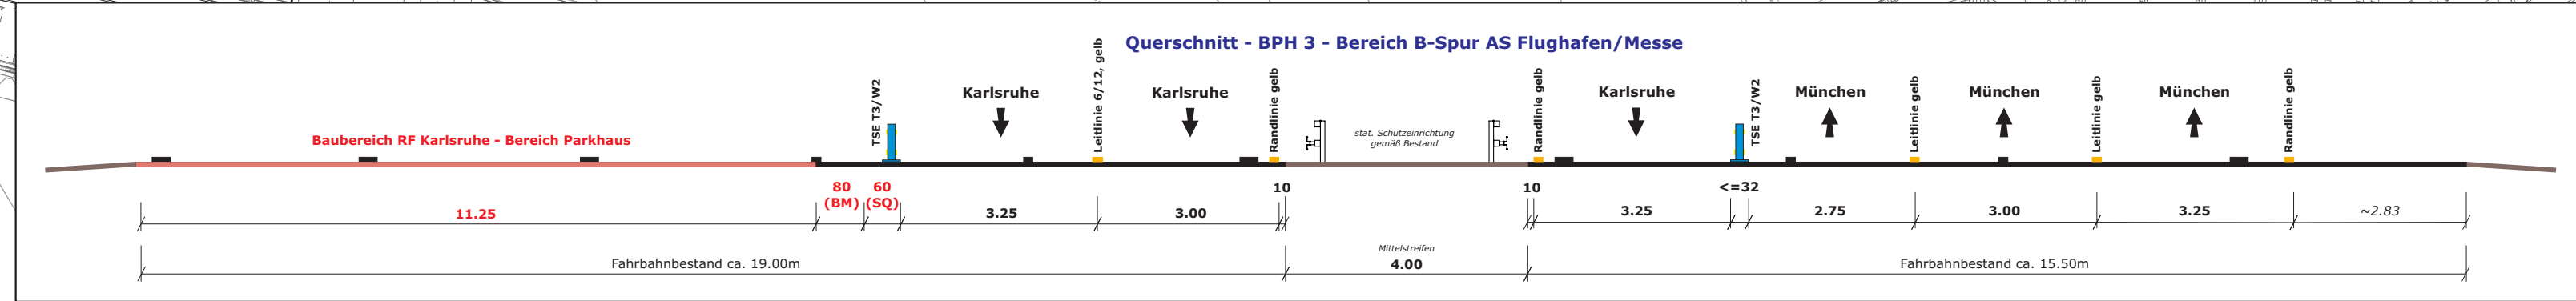 Querschnitt - BPH 3 - Bereich B-Spur AS Flughafen/Messe
Baubereich RF Karlsruhe - Bereich Parkhaus
TSE T3/W2
Karlsruhe
Leitlinie 6/12, gelb
Karlsruhe
Randlinie gelb
stat. Schutzeinrichtung
gemäß Bestand
Randlinie gelb
Karlsruhe
TSE T3/W2
München
Leitlinie gelb
München
Leitlinie gelb
München
Randlinie gelb
80
(BM)
60
(SQ)
10
10
<=32
11.25
3.25
3.00
3.25
2.75
3.00
3.25
~2.83
Fahrbahnbestand ca. 19.00m
Mittelstreifen
4.00
Fahrbahnbestand ca. 15.50m